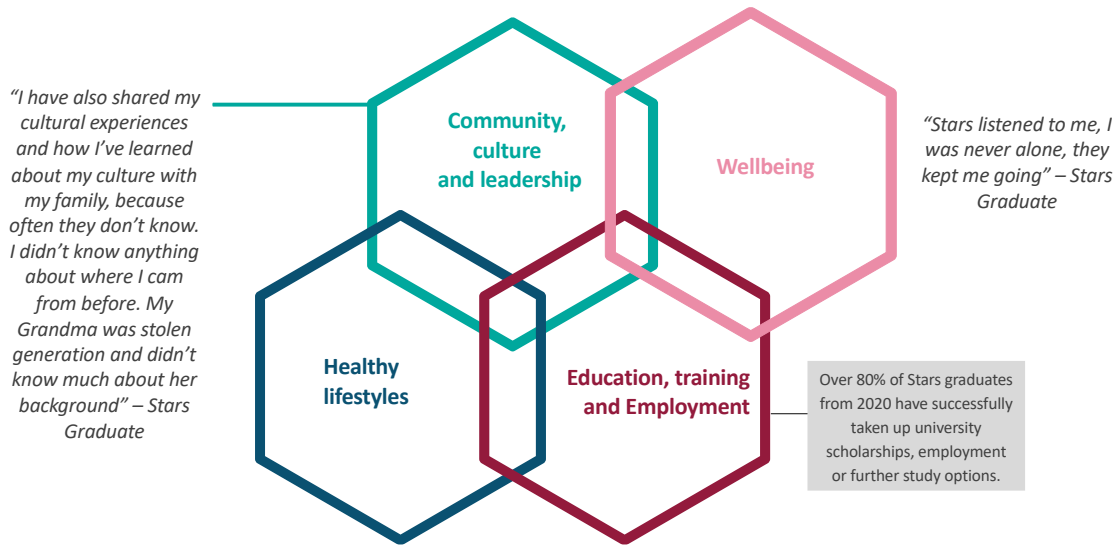 “I have also shared my
cultural experiences
and how I’ve learned
about my culture with
my family, because
often they don’t know.
I didn’t know anything
about where I cam
from before. My
Grandma was stolen
generation and didn’t
know much about her
background” – Stars
Graduate
Community,
culture
and leadership
Wellbeing
“Stars listened to me, I
was never alone, they
kept me going” – Stars
Graduate
Healthy
lifestyles
Education, training
and Employment
Over 80% of Stars graduates
from 2020 have successfully
taken up university
scholarships, employment
or further study options.